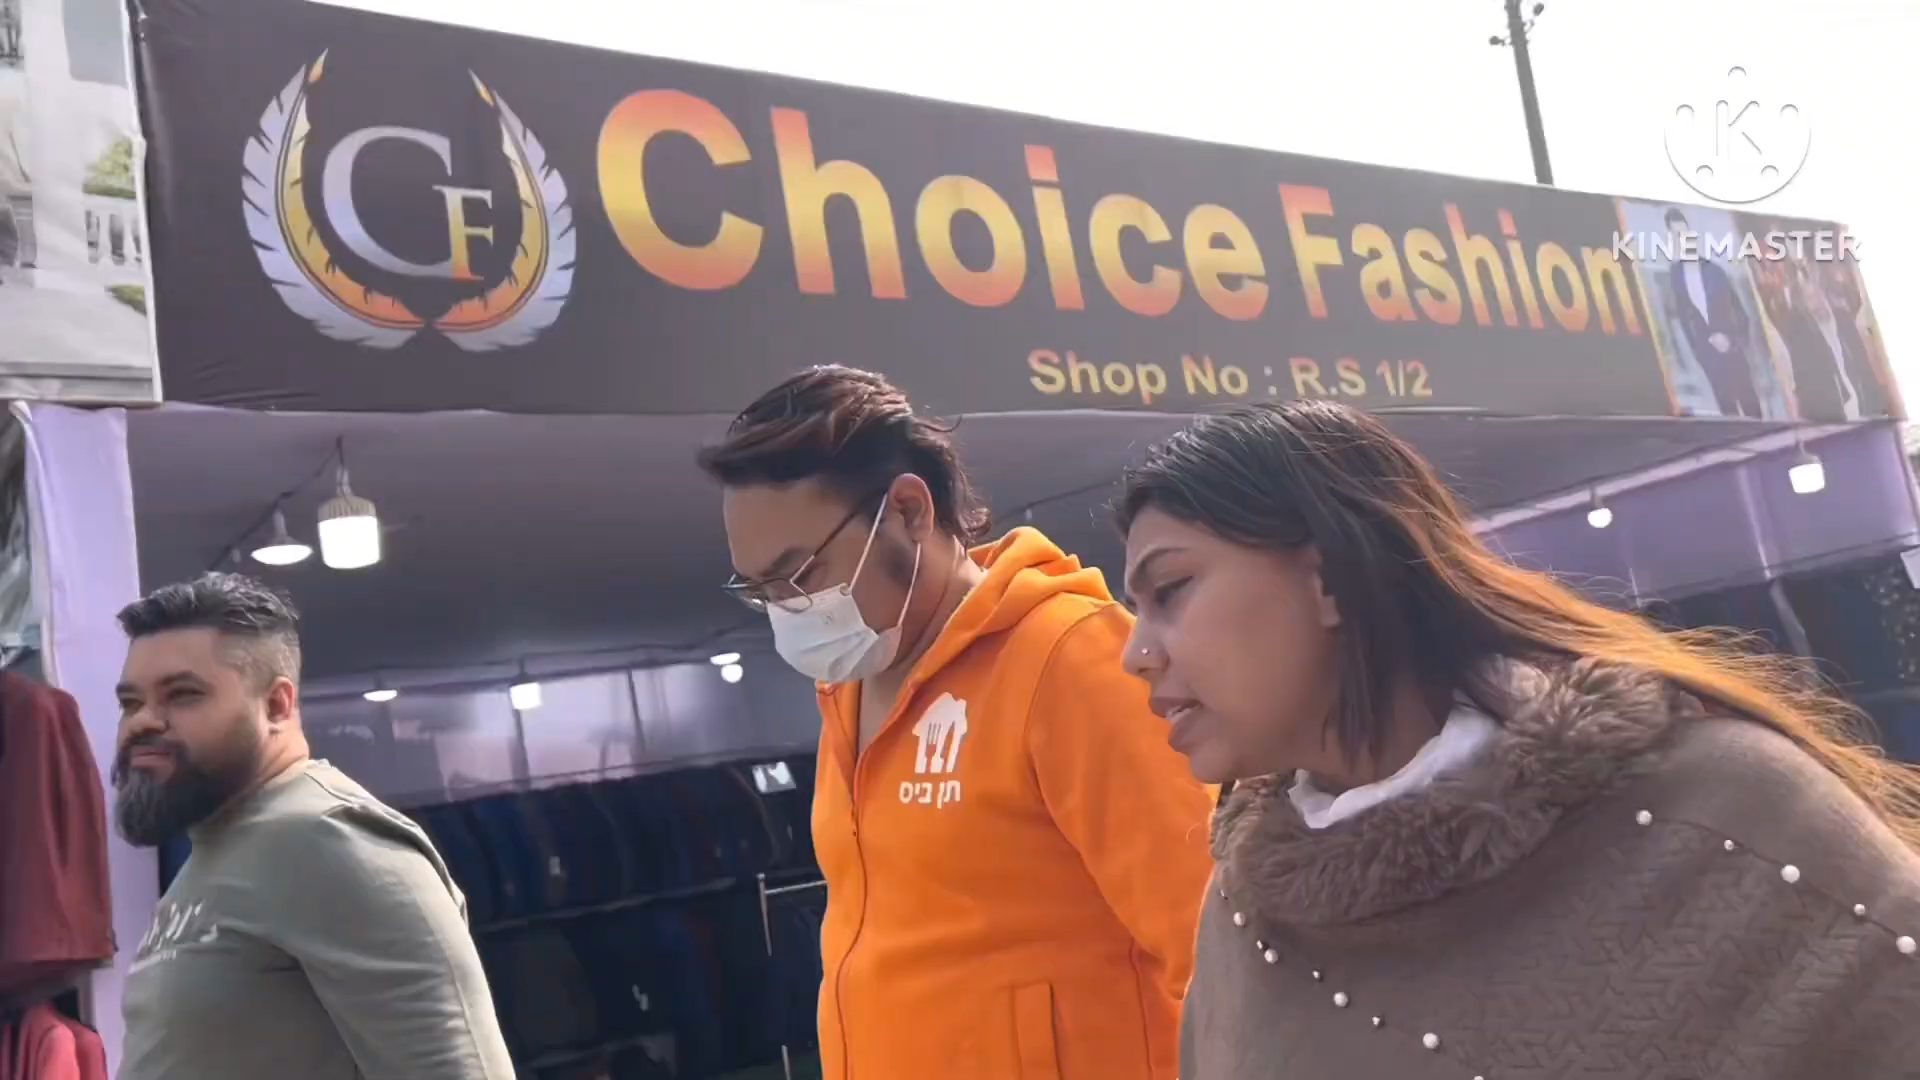 CF
Choice Fashion
Shop No : R.S 1/2
K
KINEMASTER
תן ביס